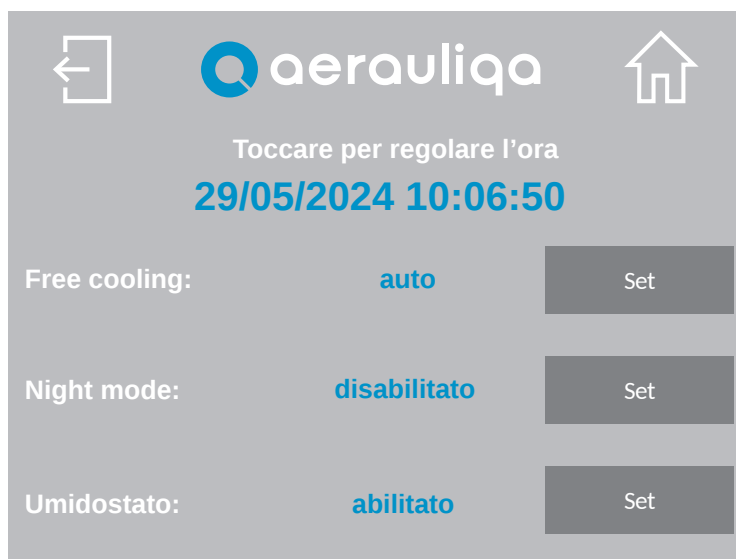 aerauliqa
Toccare per regolare l’ora
29/05/2024 10:06:50
Free cooling: auto Set
Night mode: disabilitato Set
Umidostato: abilitato Set